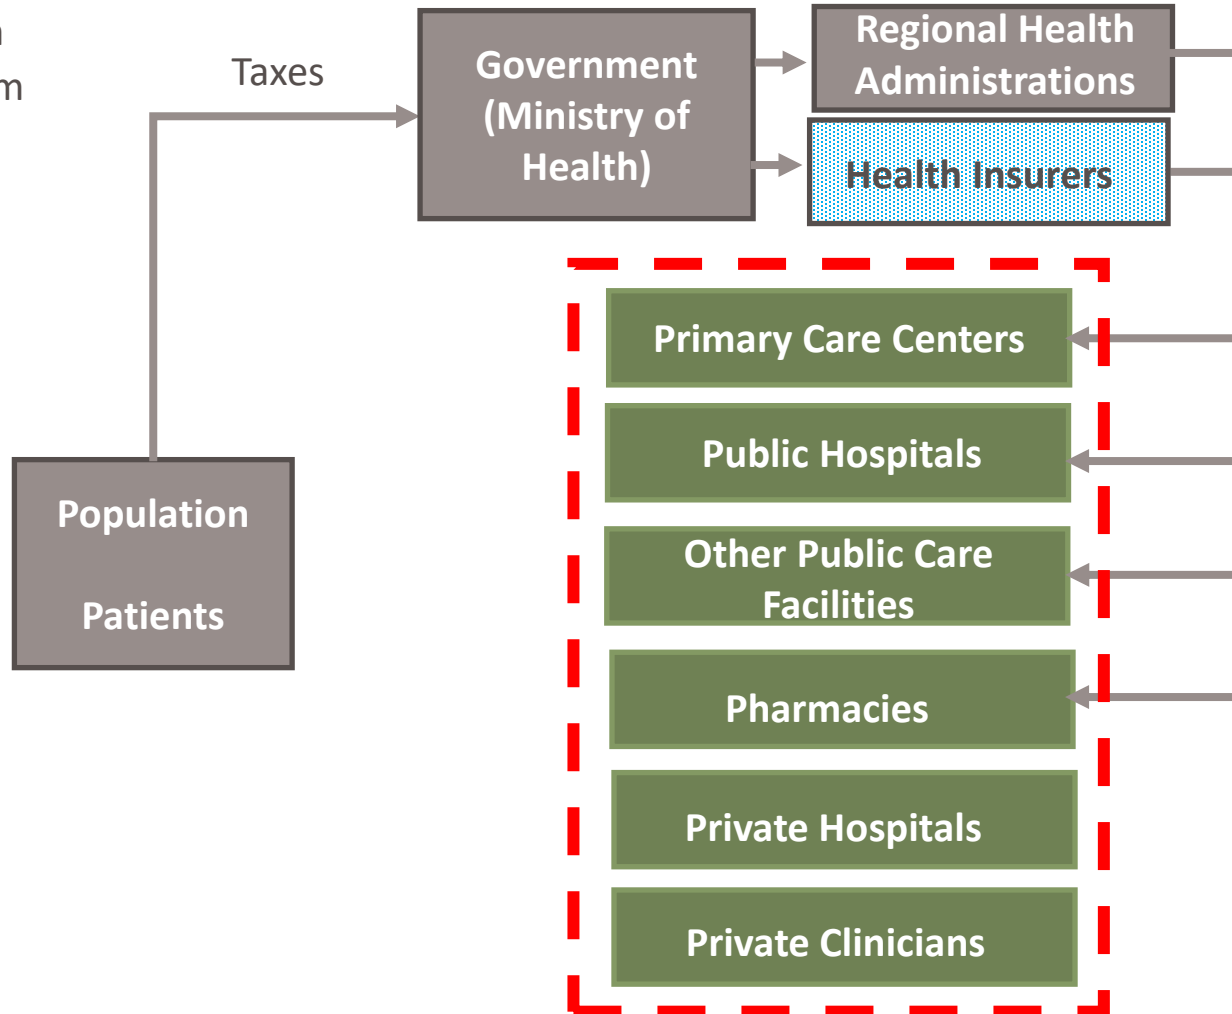 Taxes
Government
(Ministry of
Health)
Regional Health
Administrations
Health Insurers
Primary Care Centers
Public Hospitals
Other Public Care
Facilities
Pharmacies
Private Hospitals
Private Clinicians
Population
Patients